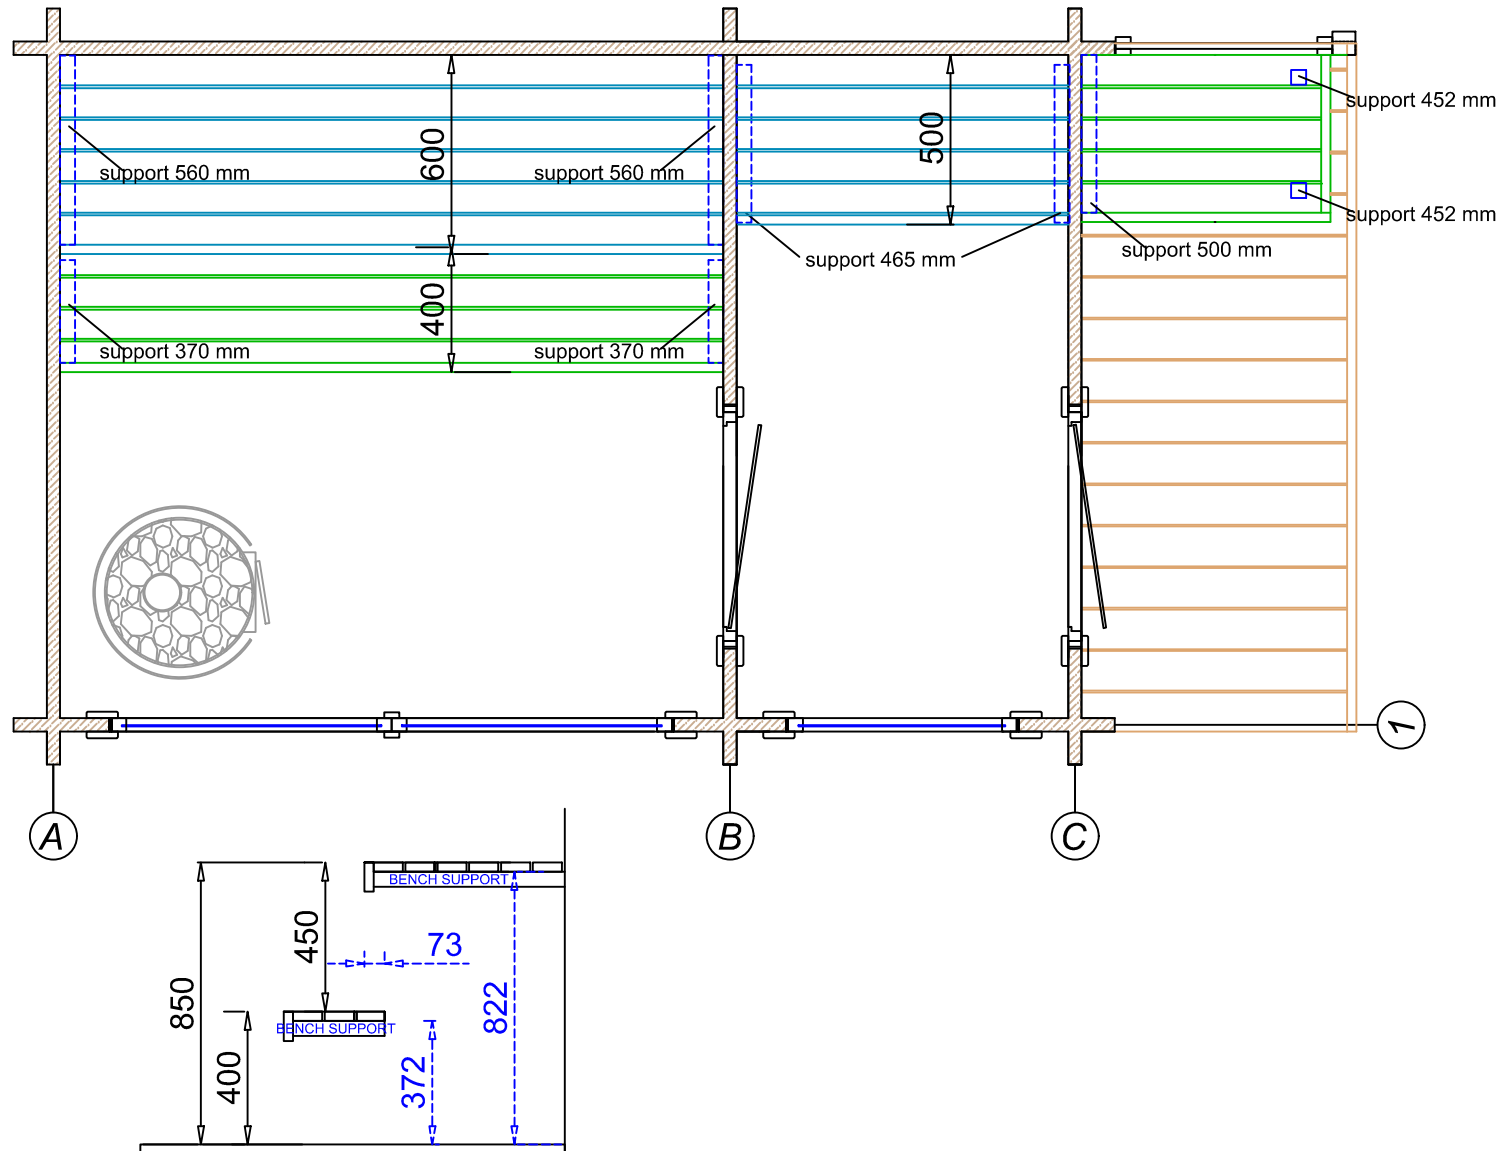 support 452 mm
600
500
support 560 mm
support 560 mm
support 452 mm
support 500 mm
support 465 mm
400
support 370 mm
support 370 mm
1
A
B
C
BENCH SUPPORT
450
73
850
822
BENCH SUPPORT
400
372